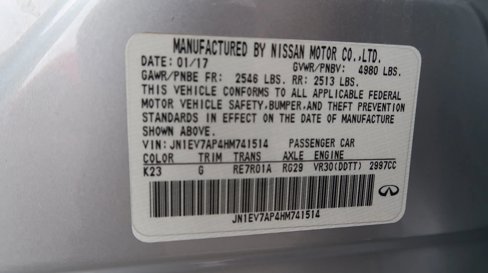 MANUFACTURED BY NISSAN MOTOR CO.,LTD.
DATE: 01/17 GVWR/PNBV: 4980 LBS.
GAWR/PNBE FR: 2546 LBS. RR: 2513 LBS.
THIS VEHICLE CONFORMS TO ALL APPLICABLE FEDERAL
MOTOR VEHICLE SAFETY,BUMPER,AND THEFT PREVENTION
STANDARDS IN EFFECT ON THE DATE OF MANUFACTURE
SHOWN ABOVE.
VIN: JN1EV7AP4HM741514 PASSENGER CAR
COLOR TRIM TRANS AXLE ENGINE
K23 G RE7R01A RG29 VR30(DDTT) 2997CC
JN1EV7AP4HM741514